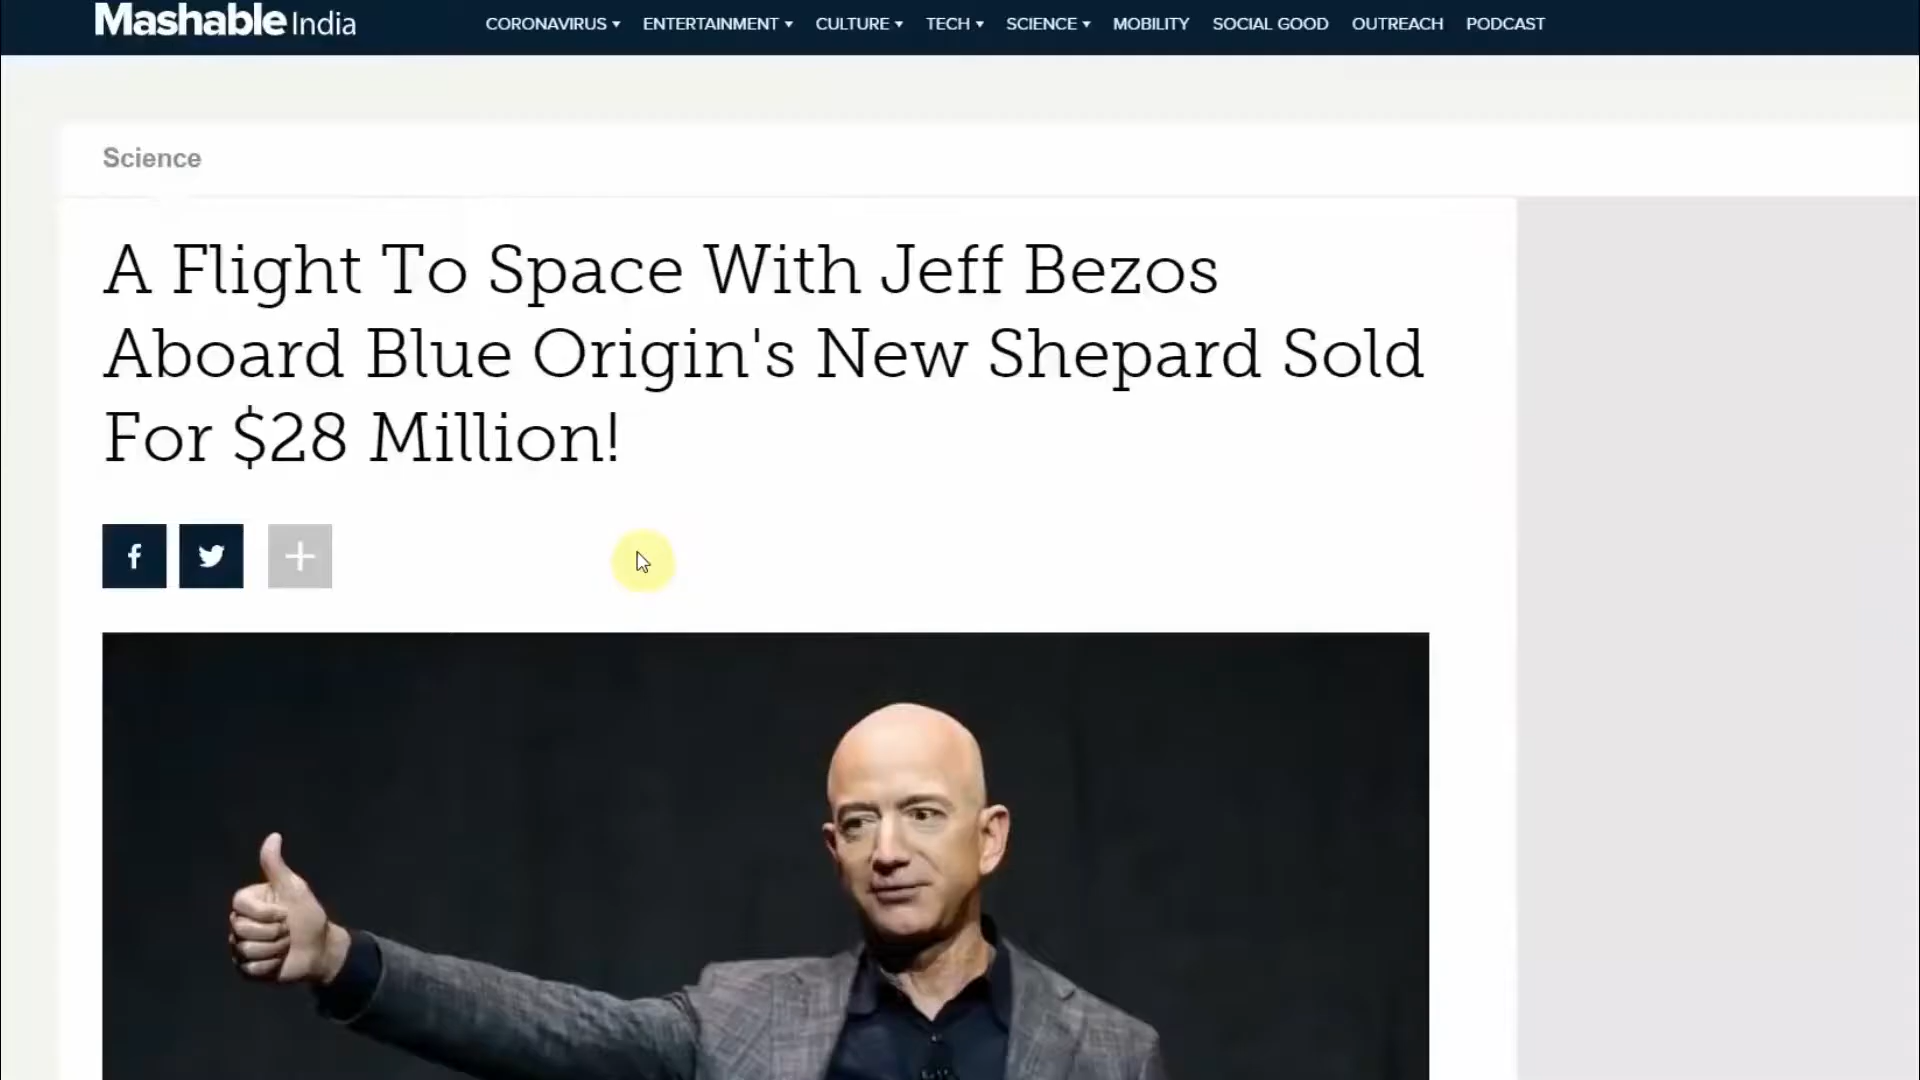 Mashable India
CORONAVIRUS ENTERTAINMENT CULTURE TECH SCIENCE MOBILITY SOCIAL GOOD OUTREACH PODCAST
Science
A Flight To Space With Jeff Bezos
Aboard Blue Origin's New Shepard Sold
For $28 Million!